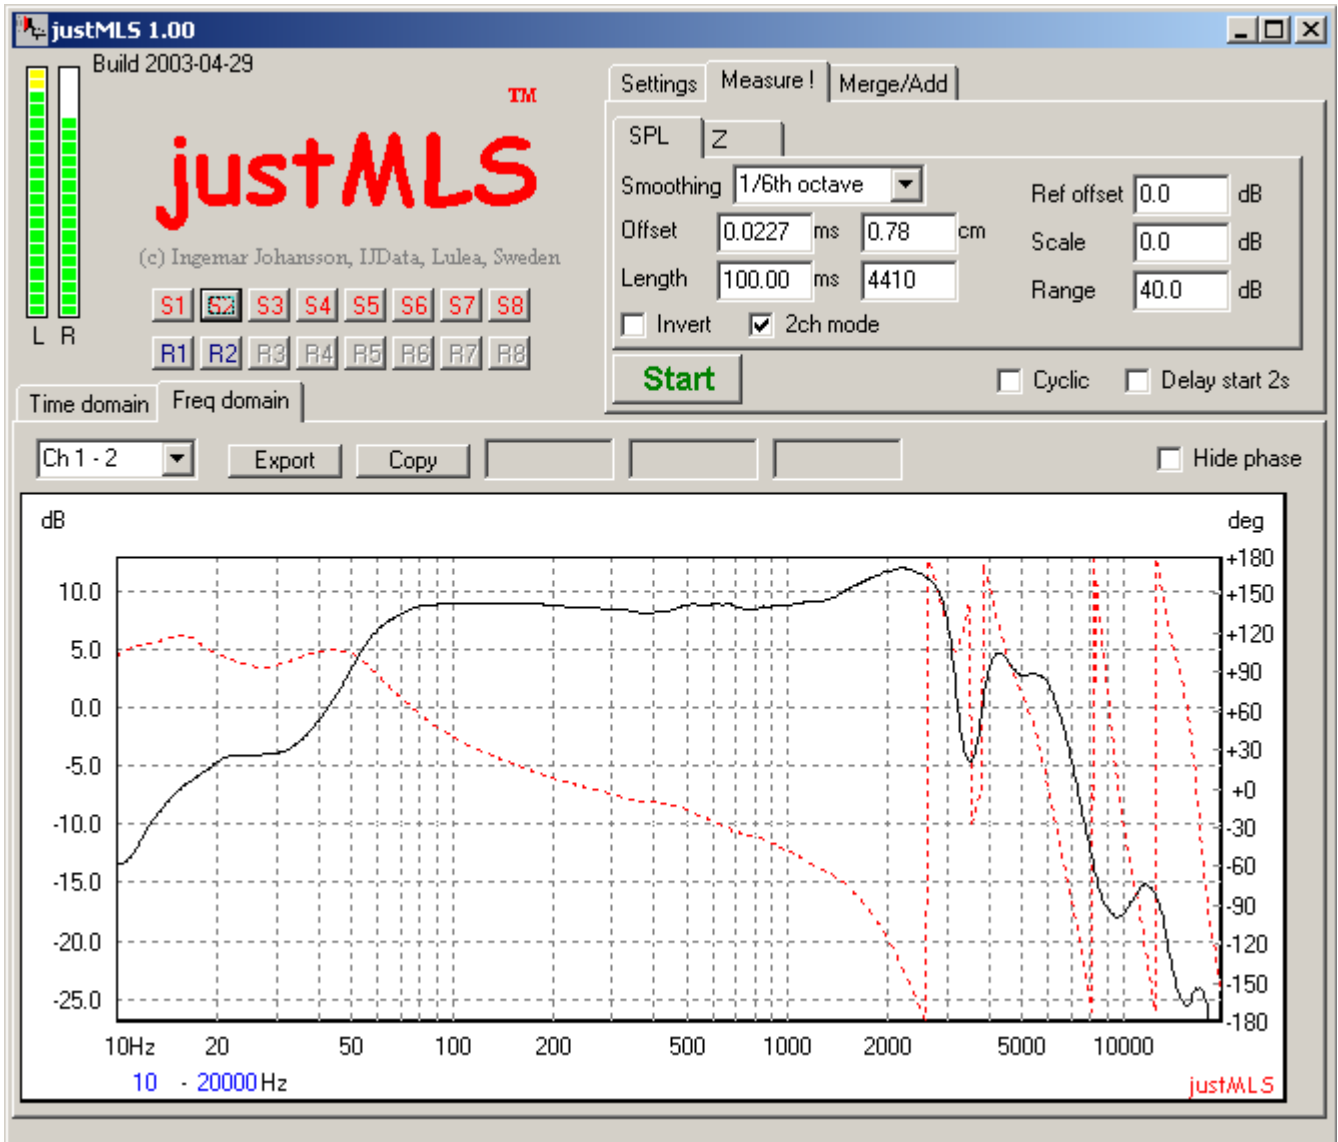 justMLS 1.00
Build 2003-04-29
TM
justMLS
(c) Ingemar Johansson, IJData, Lulea, Sweden
L R
S1 S2 S3 S4 S5 S6 S7 S8
R1 R2 R3 R4 R5 R6 R7 R8
Settings Measure ! Merge/Add
SPL Z
Smoothing 1/6th octave Ref offset 0.0 dB
Offset 0.0227 ms 0.78 cm Scale 0.0 dB
Length 100.00 ms 4410 Range 40.0 dB
Invert 2ch mode
Start Cyclic Delay start 2s
Time domain Freq domain
Ch 1 - 2 Export Copy Hide phase
dB deg
+180
10.0 +150
+120
5.0 +90
0.0 +60
-5.0 +30
+0
-10.0 -30
-60
-15.0 -90
-20.0 -120
-25.0 -150
-180
10Hz 20 50 100 200 500 1000 2000 5000 10000
10 - 20000 Hz justMLS